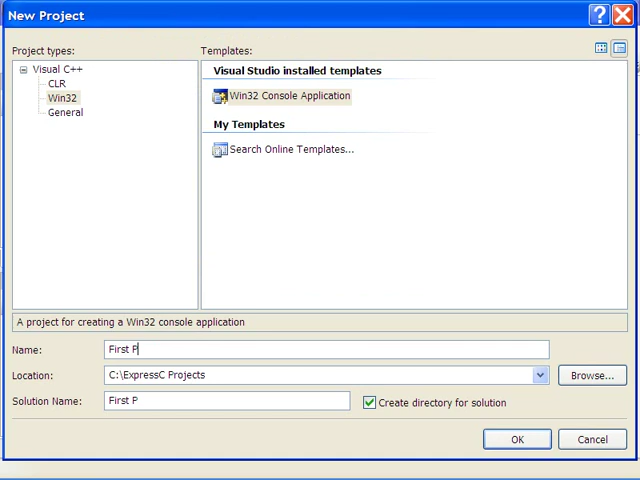 New Project
Project types:
Templates:
Visual C++
CLR
Win32
General
Visual Studio installed templates
Win32 Console Application
My Templates
Search Online Templates...
A project for creating a Win32 console application
Name:
First P
Location:
C:\ExpressC Projects
Browse...
Solution Name:
First P
Create directory for solution
OK
Cancel